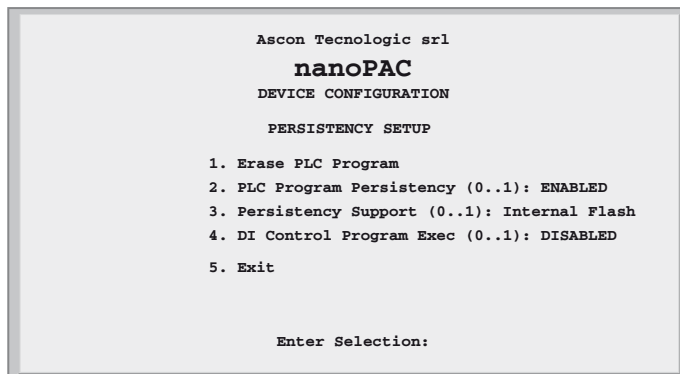 Ascon Tecnologic srl
nanoPAC
DEVICE CONFIGURATION
PERSISTENCY SETUP
1. Erase PLC Program
2. PLC Program Persistency (0..1): ENABLED
3. Persistency Support (0..1): Internal Flash
4. DI Control Program Exec (0..1): DISABLED
5. Exit
Enter Selection: